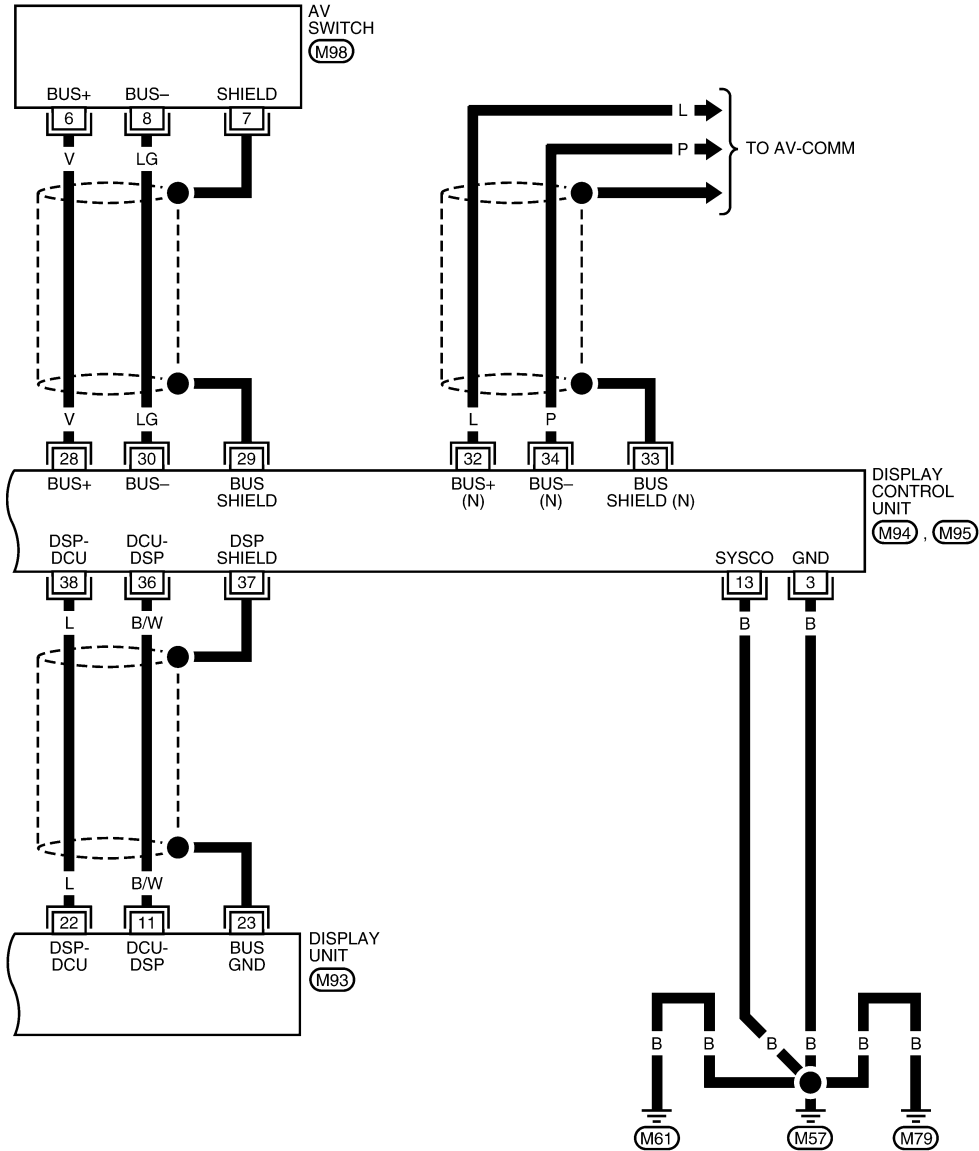 AV
SWITCH
M98
BUS+ BUS– SHIELD
6 8 7
V LG
L
P
TO AV-COMM
V LG L P
28 30 29 32 34 33
BUS+ BUS– BUS SHIELD BUS+ (N) BUS– (N) BUS SHIELD (N)
DISPLAY
CONTROL
UNIT
M94 , M95
DSP-DCU DCU-DSP DSP SHIELD SYSCO GND
38 36 37 13 3
L B/W B B
L B/W
22 11 23
DSP-DCU DCU-DSP BUS GND
DISPLAY
UNIT
M93
B B B B B B
M61 M57 M79